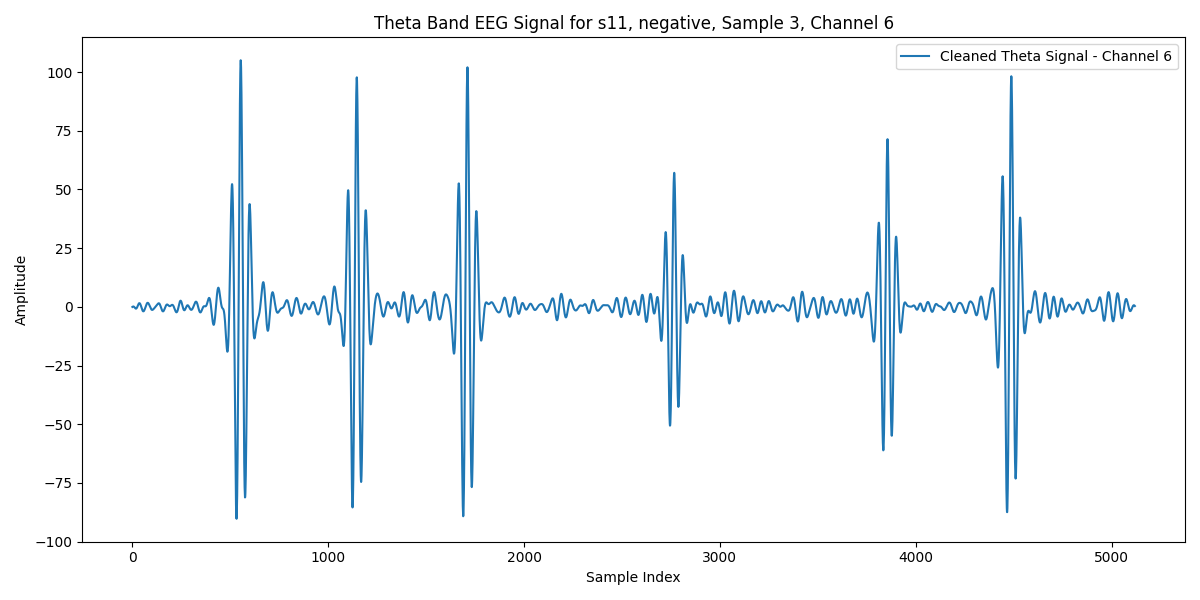 Theta Band EEG Signal for s11, negative, Sample 3, Channel 6
Cleaned Theta Signal - Channel 6
Amplitude
100
75
50
25
0
−25
−50
−75
−100
0 1000 2000 3000 4000 5000
Sample Index